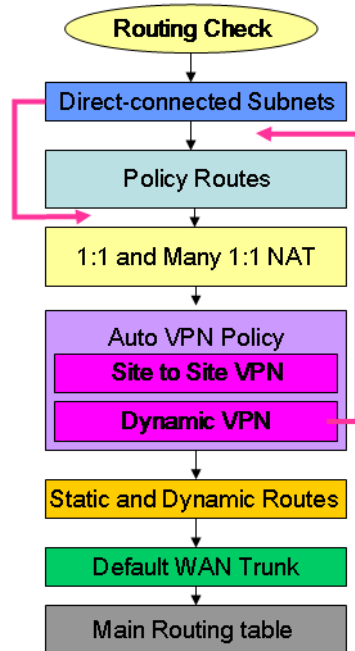 Routing Check
Direct-connected Subnets
Policy Routes
1:1 and Many 1:1 NAT
Auto VPN Policy
Site to Site VPN
Dynamic VPN
Static and Dynamic Routes
Default WAN Trunk
Main Routing table